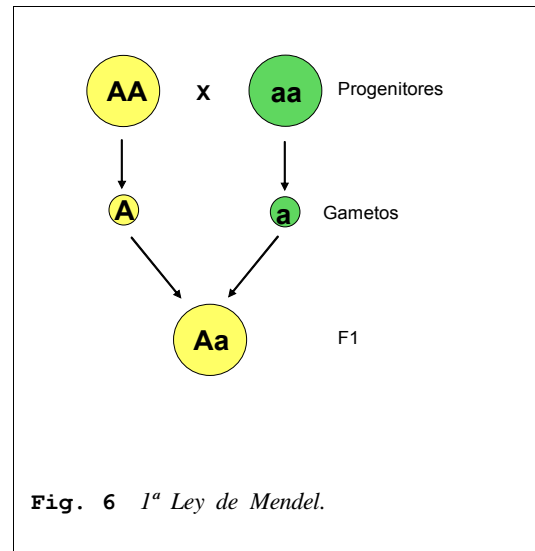 AA x aa Progenitores
A a Gametos
Aa F1
Fig. 6 1ª Ley de Mendel.